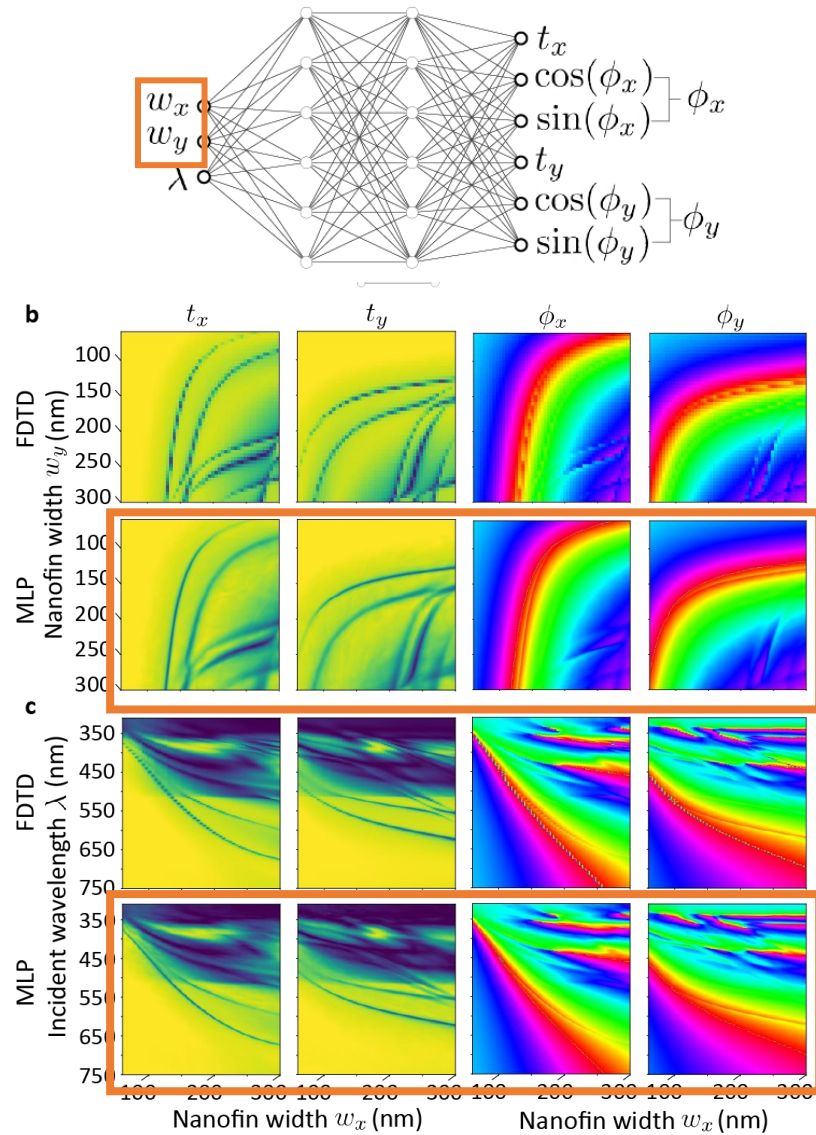 w_x
w_y
λ
t_x
cos(ϕ_x)
sin(ϕ_x)
ϕ_x
t_y
cos(ϕ_y)
sin(ϕ_y)
ϕ_y
b
t_x t_y ϕ_x ϕ_y
FDTD
MLP
Nanofin width w_y (nm)
100
150
200
250
300
100
150
200
250
300
c
FDTD
MLP
Incident wavelength λ (nm)
350
450
550
650
750
350
450
550
650
750
100 200 300 100 200 300
Nanofin width w_x (nm) Nanofin width w_x (nm)